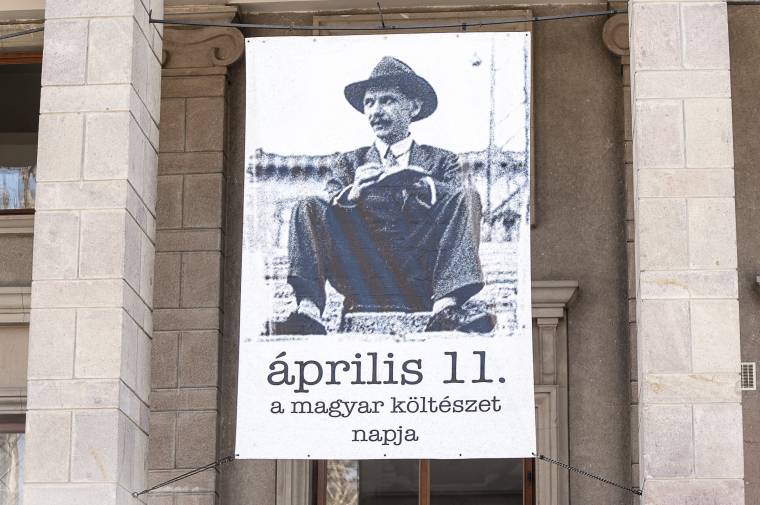 április 11.
a magyar költészet
napja